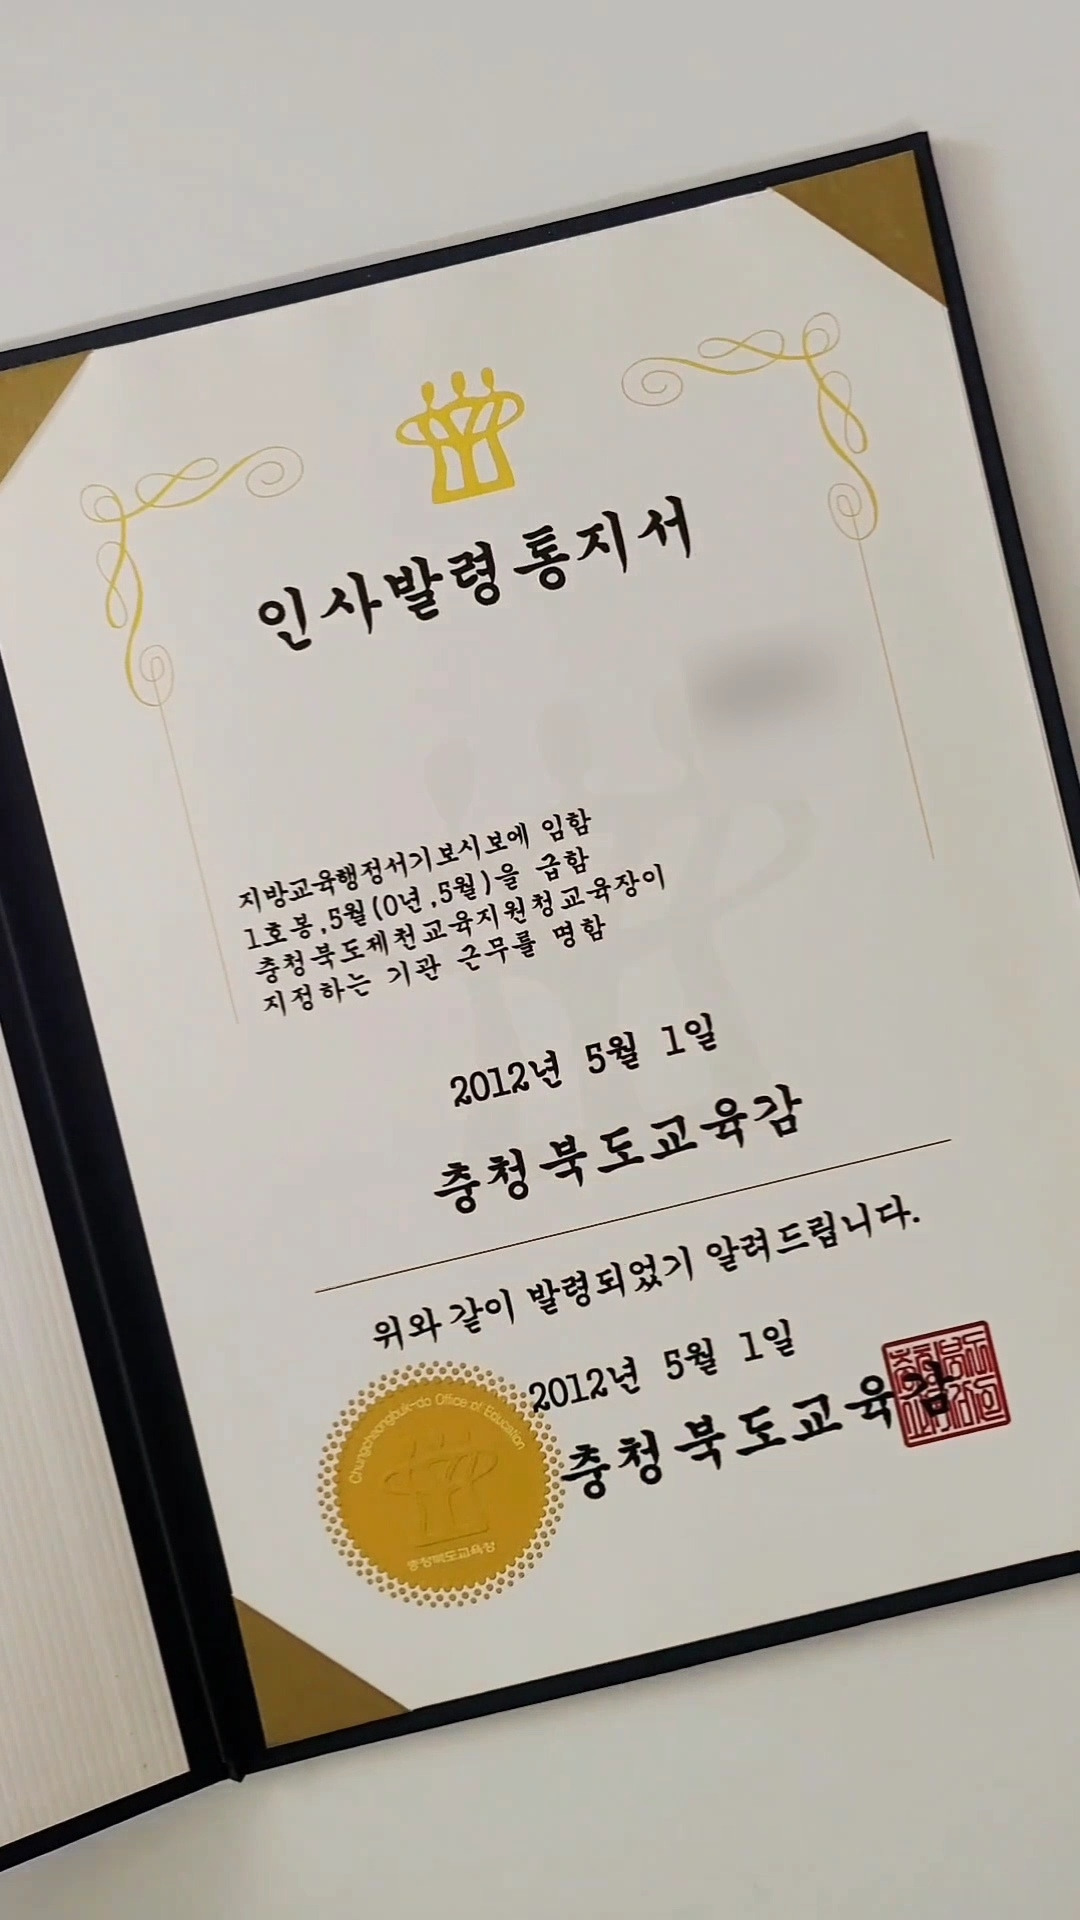 인사발령통지서
지방교육행정서기보시보에 임함
1호봉,5월(0년,5월)을 급함
충청북도제천교육지원청교육장이
지정하는 기관 근무를 명함
2012년 5월 1일
충청북도교육감
위와 같이 발령되었기 알려드립니다.
2012년 5월 1일
충청북도교육감
Chungcheongbuk-do Office of Education
충청북도교육청